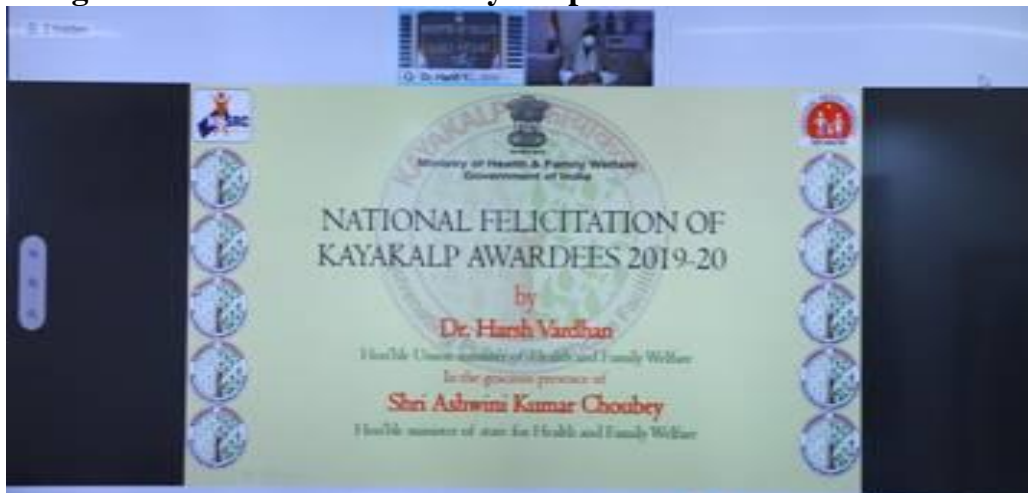 KAYAKALP
Ministry of Health & Family Welfare
Government of India
NATIONAL FELICITATION OF
KAYAKALP AWARDEES 2019-20
by
Dr. Harsh Vardhan
Hon'ble Union minister of Health and Family Welfare
In the gracious presence of
Shri Ashwini Kumar Choubey
Hon'ble minister of state for Health and Family Welfare